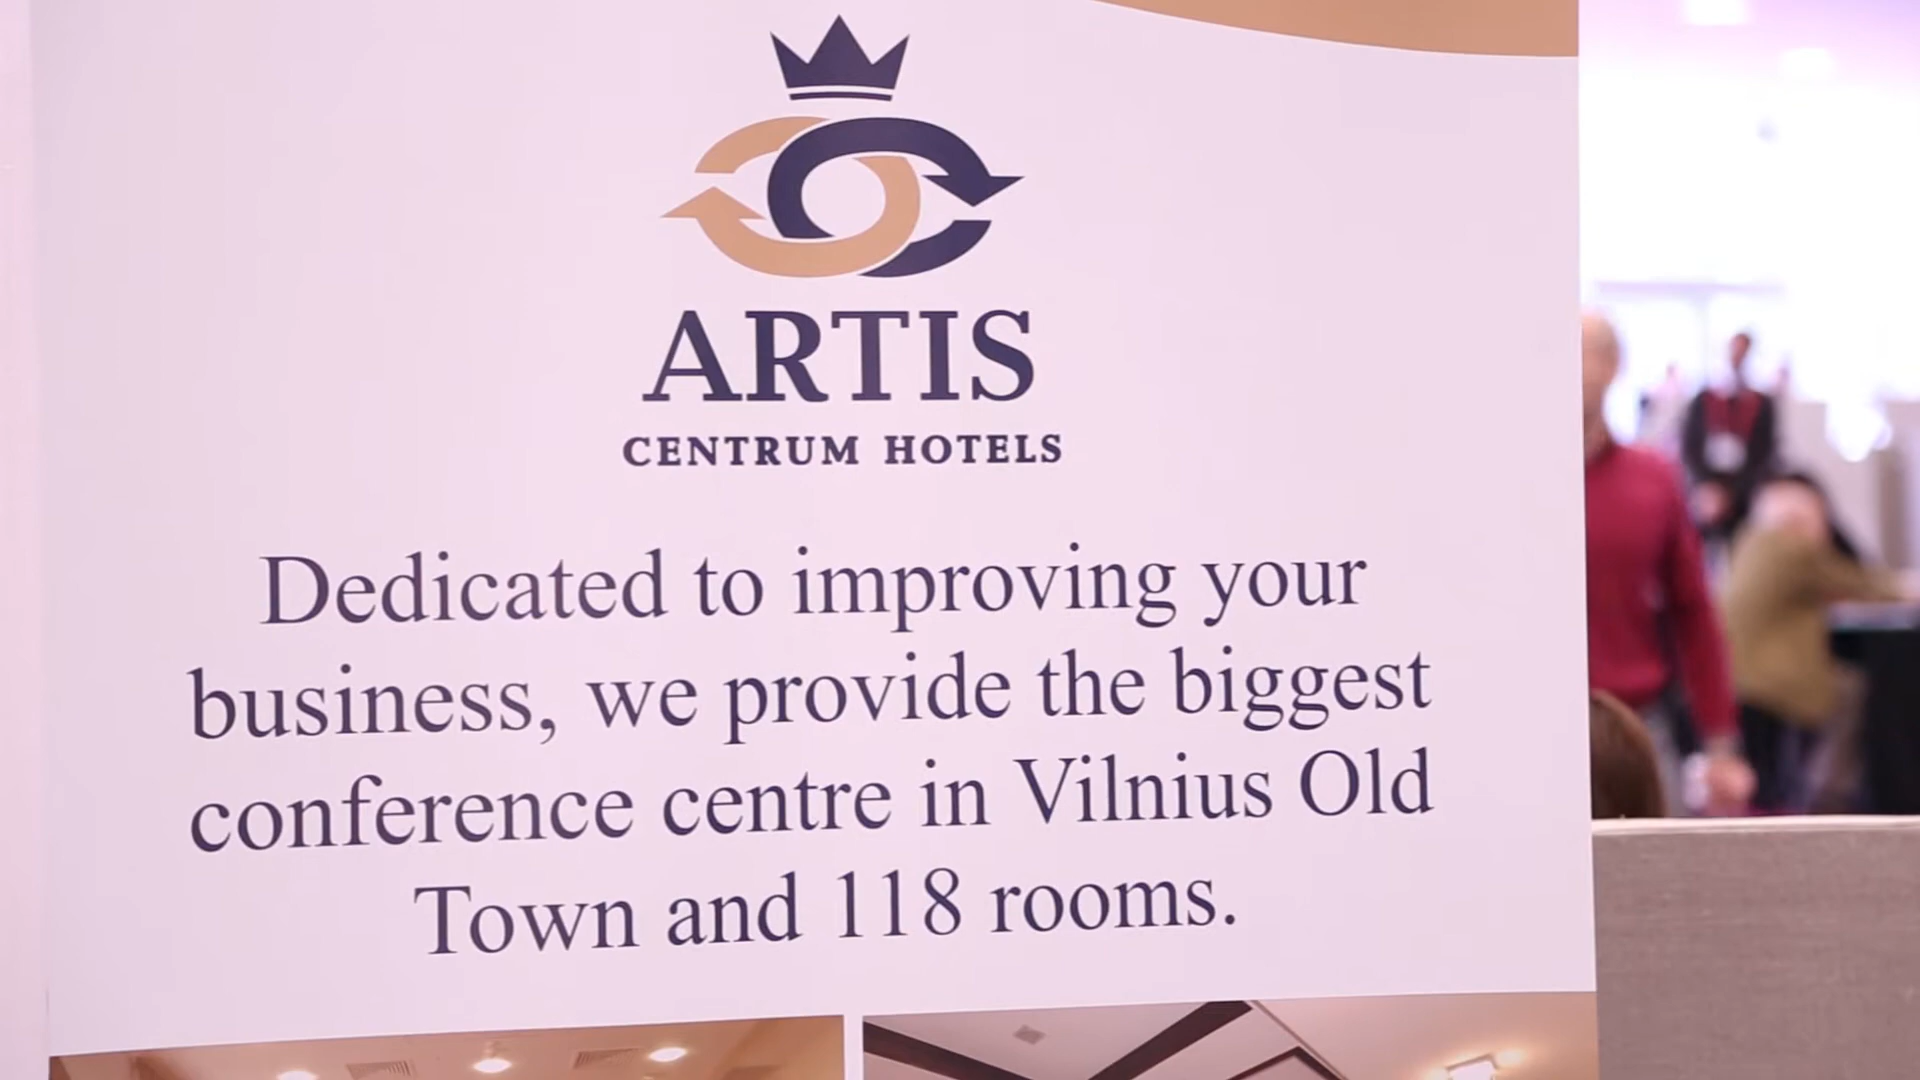 ARTIS
CENTRUM HOTELS
Dedicated to improving your
business, we provide the biggest
conference centre in Vilnius Old
Town and 118 rooms.